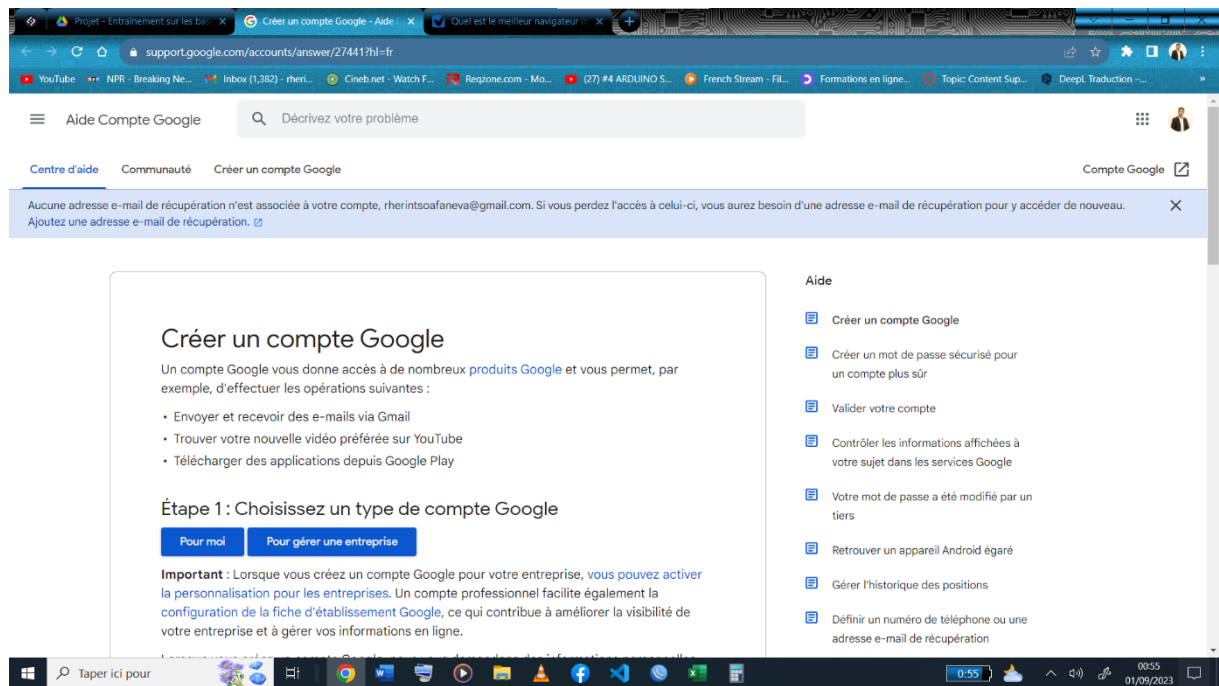 Projet - Entraînement sur les bas
Créer un compte Google - Aide C
Quel est le meilleur navigateur in
support.google.com/accounts/answer/27441?hl=fr
YouTube
NPR - Breaking Ne...
Inbox (1,382) - rheri...
Cineb.net - Watch F...
Reqzone.com - Mo...
(27) #4 ARDUINO S...
French Stream - Fil...
Formations en ligne...
Topic: Content Sup...
DeepL Traduction –...
Aide Compte Google
Décrivez votre problème
Centre d'aide
Communauté
Créer un compte Google
Compte Google
Aucune adresse e-mail de récupération n'est associée à votre compte, rherintsoafaneva@gmail.com. Si vous perdez l'accès à celui-ci, vous aurez besoin d'une adresse e-mail de récupération pour y accéder de nouveau.
Ajoutez une adresse e-mail de récupération.
Créer un compte Google
Un compte Google vous donne accès à de nombreux produits Google et vous permet, par
exemple, d'effectuer les opérations suivantes :
• Envoyer et recevoir des e-mails via Gmail
• Trouver votre nouvelle vidéo préférée sur YouTube
• Télécharger des applications depuis Google Play
Étape 1 : Choisissez un type de compte Google
Pour moi
Pour gérer une entreprise
Important : Lorsque vous créez un compte Google pour votre entreprise, vous pouvez activer
la personnalisation pour les entreprises. Un compte professionnel facilite également la
configuration de la fiche d'établissement Google, ce qui contribue à améliorer la visibilité de
votre entreprise et à gérer vos informations en ligne.
Aide
Créer un compte Google
Créer un mot de passe sécurisé pour
un compte plus sûr
Valider votre compte
Contrôler les informations affichées à
votre sujet dans les services Google
Votre mot de passe a été modifié par un
tiers
Retrouver un appareil Android égaré
Gérer l'historique des positions
Définir un numéro de téléphone ou une
adresse e-mail de récupération
Taper ici pour
0:55
00:55
01/09/2023